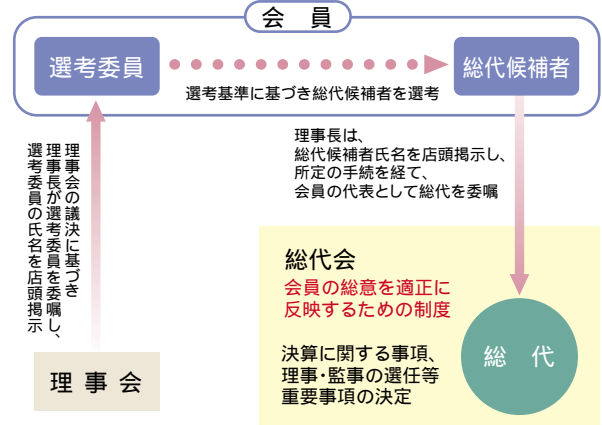 会 員
選考委員
総代候補者
選考基準に基づき総代候補者を選考
理事長は、
総代候補者氏名を店頭掲示し、
所定の手続を経て、
会員の代表として総代を委嘱
理事会の議決に基づき
理事長が選考委員を委嘱し、
選考委員の氏名を店頭掲示
理 事 会
総代会
会員の総意を適正に
反映するための制度
決算に関する事項、
理事・監事の選任等
重要事項の決定
総 代